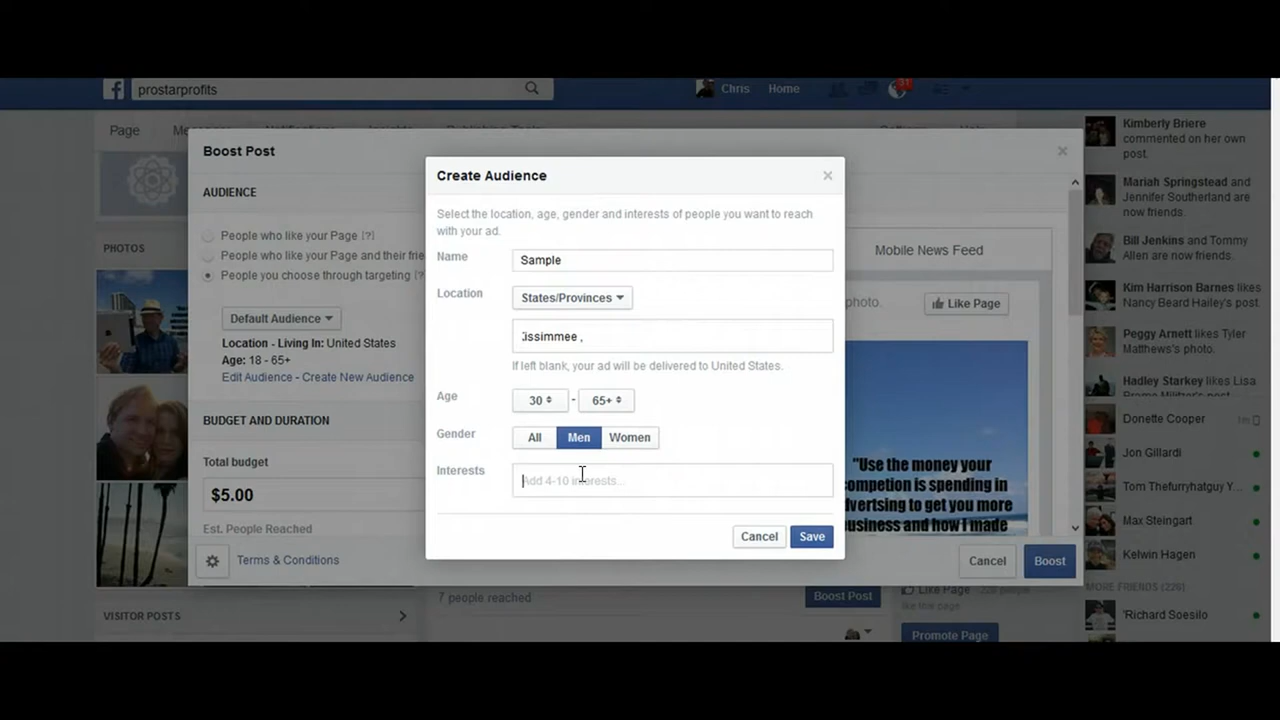 prostarprofits
Chris
Home
31
Page
Boost Post
AUDIENCE
People who like your Page [?]
People who like your Page and their frie
People you choose through targeting [?
Default Audience
Location - Living In: United States
Age: 18 - 65+
Edit Audience - Create New Audience
BUDGET AND DURATION
Total budget
$5.00
Est. People Reached
Terms & Conditions
PHOTOS
VISITOR POSTS
Create Audience
Select the location, age, gender and interests of people you want to reach
with your ad.
Name
Sample
Location
States/Provinces
issimmee ,
If left blank, your ad will be delivered to United States.
Age
30 - 65+
Gender
All
Men
Women
Interests
Add 4-10 interests...
Cancel
Save
Mobile News Feed
photo.
Like Page
"Use the money your
ompetion is spending in
dvertsing to get you more
usiness and how I made
Cancel
Boost
7 people reached
Boost Post
Like Page
like this page
Promote Page
Kimberly Briere
commented on her own
post.
Mariah Springstead and
Jennifer Southerland are
now friends.
Bill Jenkins and Tommy
Allen are now friends.
Kim Harrison Barnes likes
Nancy Beard Hailey's post.
Peggy Arnett likes Tyler
Matthews's photo.
Hadley Starkey likes Lisa
Donette Cooper
1m
Jon Gillardi
Tom Thefurryhatguy Y...
Max Steingart
Kelwin Hagen
MORE FRIENDS (226)
'Richard Soesilo